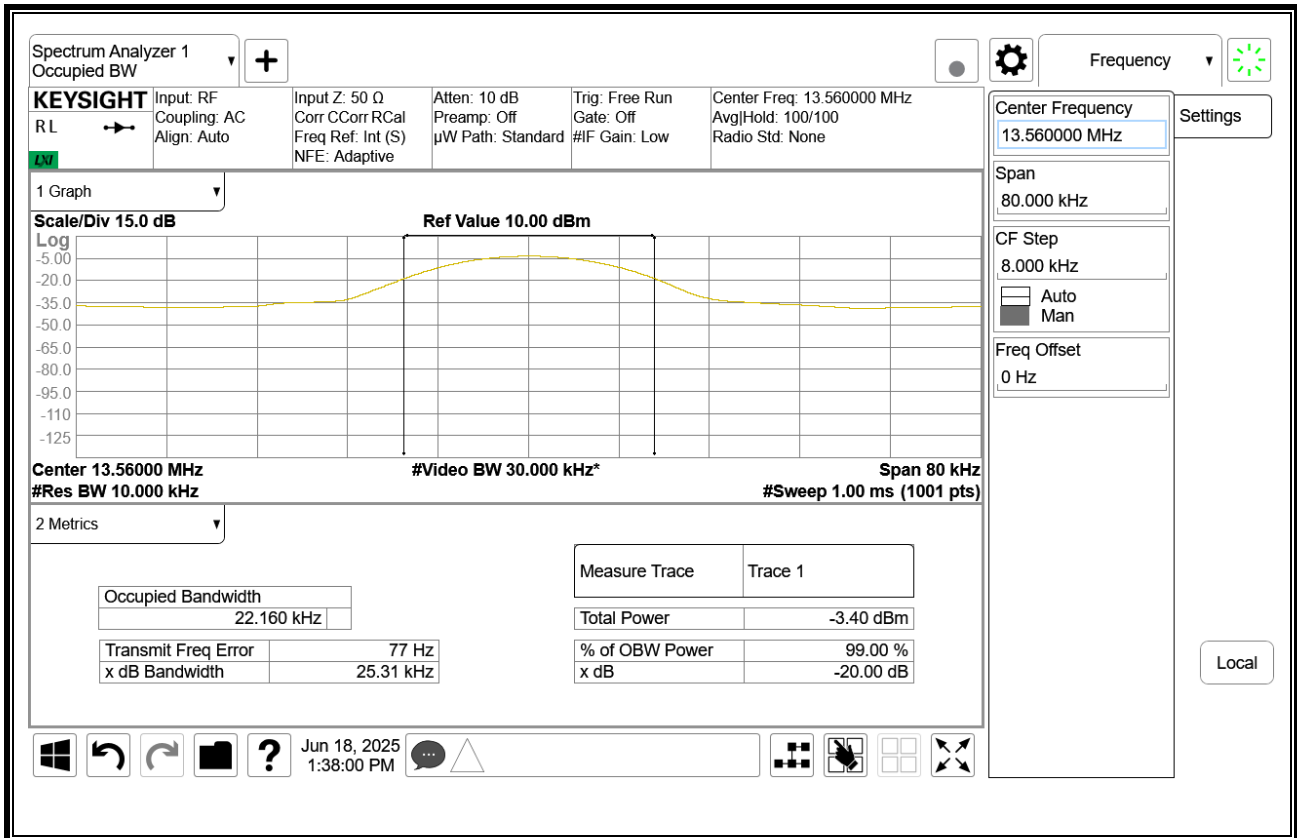 Spectrum Analyzer 1
Occupied BW
▼
+
Frequency ▼
KEYSIGHT
R L
LXI
Input: RF
Coupling: AC
Align: Auto
Input Z: 50 Ω
Corr CCorr RCal
Freq Ref: Int (S)
NFE: Adaptive
Atten: 10 dB
Preamp: Off
µW Path: Standard
Trig: Free Run
Gate: Off
#IF Gain: Low
Center Freq: 13.560000 MHz
Avg|Hold: 100/100
Radio Std: None
Center Frequency
13.560000 MHz
Settings
Span
80.000 kHz
CF Step
8.000 kHz
Auto
Man
Freq Offset
0 Hz
Local
1 Graph ▼
Scale/Div 15.0 dB
Ref Value 10.00 dBm
Log
-5.00
-20.0
-35.0
-50.0
-65.0
-80.0
-95.0
-110
-125
Center 13.56000 MHz
#Video BW 30.000 kHz*
Span 80 kHz
#Res BW 10.000 kHz
#Sweep 1.00 ms (1001 pts)
2 Metrics ▼
Measure Trace Trace 1
Occupied Bandwidth
22.160 kHz
Total Power -3.40 dBm
Transmit Freq Error 77 Hz
% of OBW Power 99.00 %
x dB Bandwidth 25.31 kHz
x dB -20.00 dB
?
Jun 18, 2025
1:38:00 PM